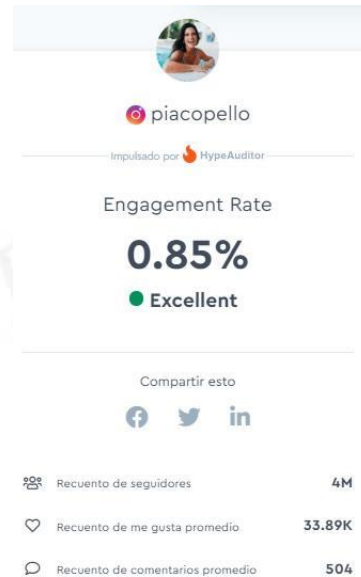 piacopello
Impulsado por HypeAuditor
Engagement Rate
0.85%
Excellent
Compartir esto
Recuento de seguidores 4M
Recuento de me gusta promedio 33.89K
Recuento de comentarios promedio 504